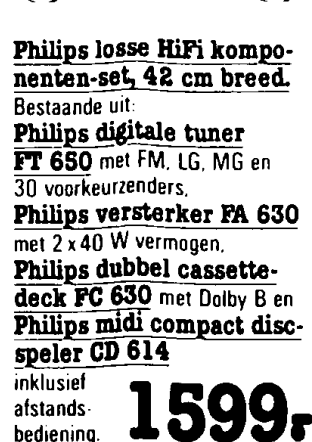 Philips losse HiFi kompo-
nenten-set, 42 cm breed.
Bestaande uit:
Philips digitale tuner
FT 650 met FM, LG, MG en
30 voorkeurzenders,
Philips versterker FA 630
met 2 x 40 W vermogen,
Philips dubbel cassette-
deck FC 630 met Dolby B en
Philips midi compact disc-
speler CD 614
inklusief
afstands-
bediening. 1599,-